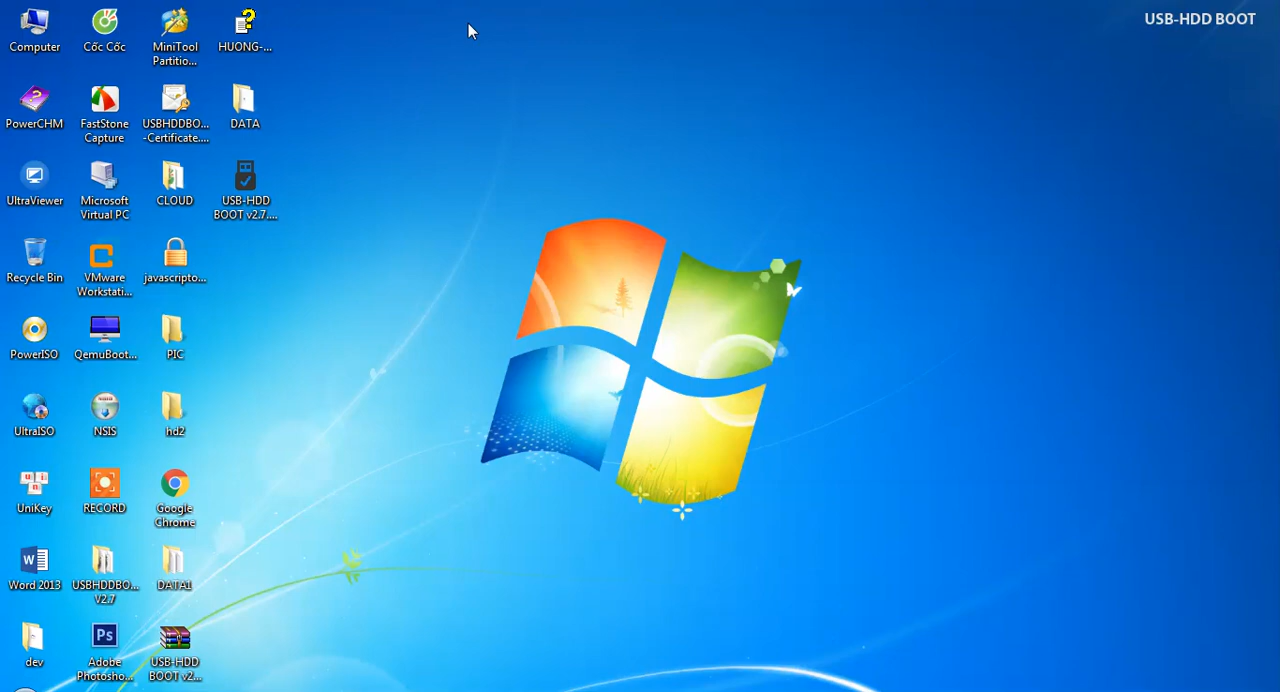 USB-HDD BOOT
Computer
Cốc Cốc
MiniTool
Partitio...
HUONG-...
PowerCHM
FastStone
Capture
USBHDDBO...
-Certificate....
DATA
UltraViewer
Microsoft
Virtual PC
CLOUD
USB-HDD
BOOT v2.7....
Recycle Bin
VMware
Workstati...
javascripto...
PowerISO
QemuBoot...
PIC
UltraISO
NSIS
hd2
UniKey
RECORD
Google
Chrome
Word 2013
USBHDDBO...
V2.7
DATA1
dev
Ps
Adobe
Photosho...
USB-HDD
BOOT v2...